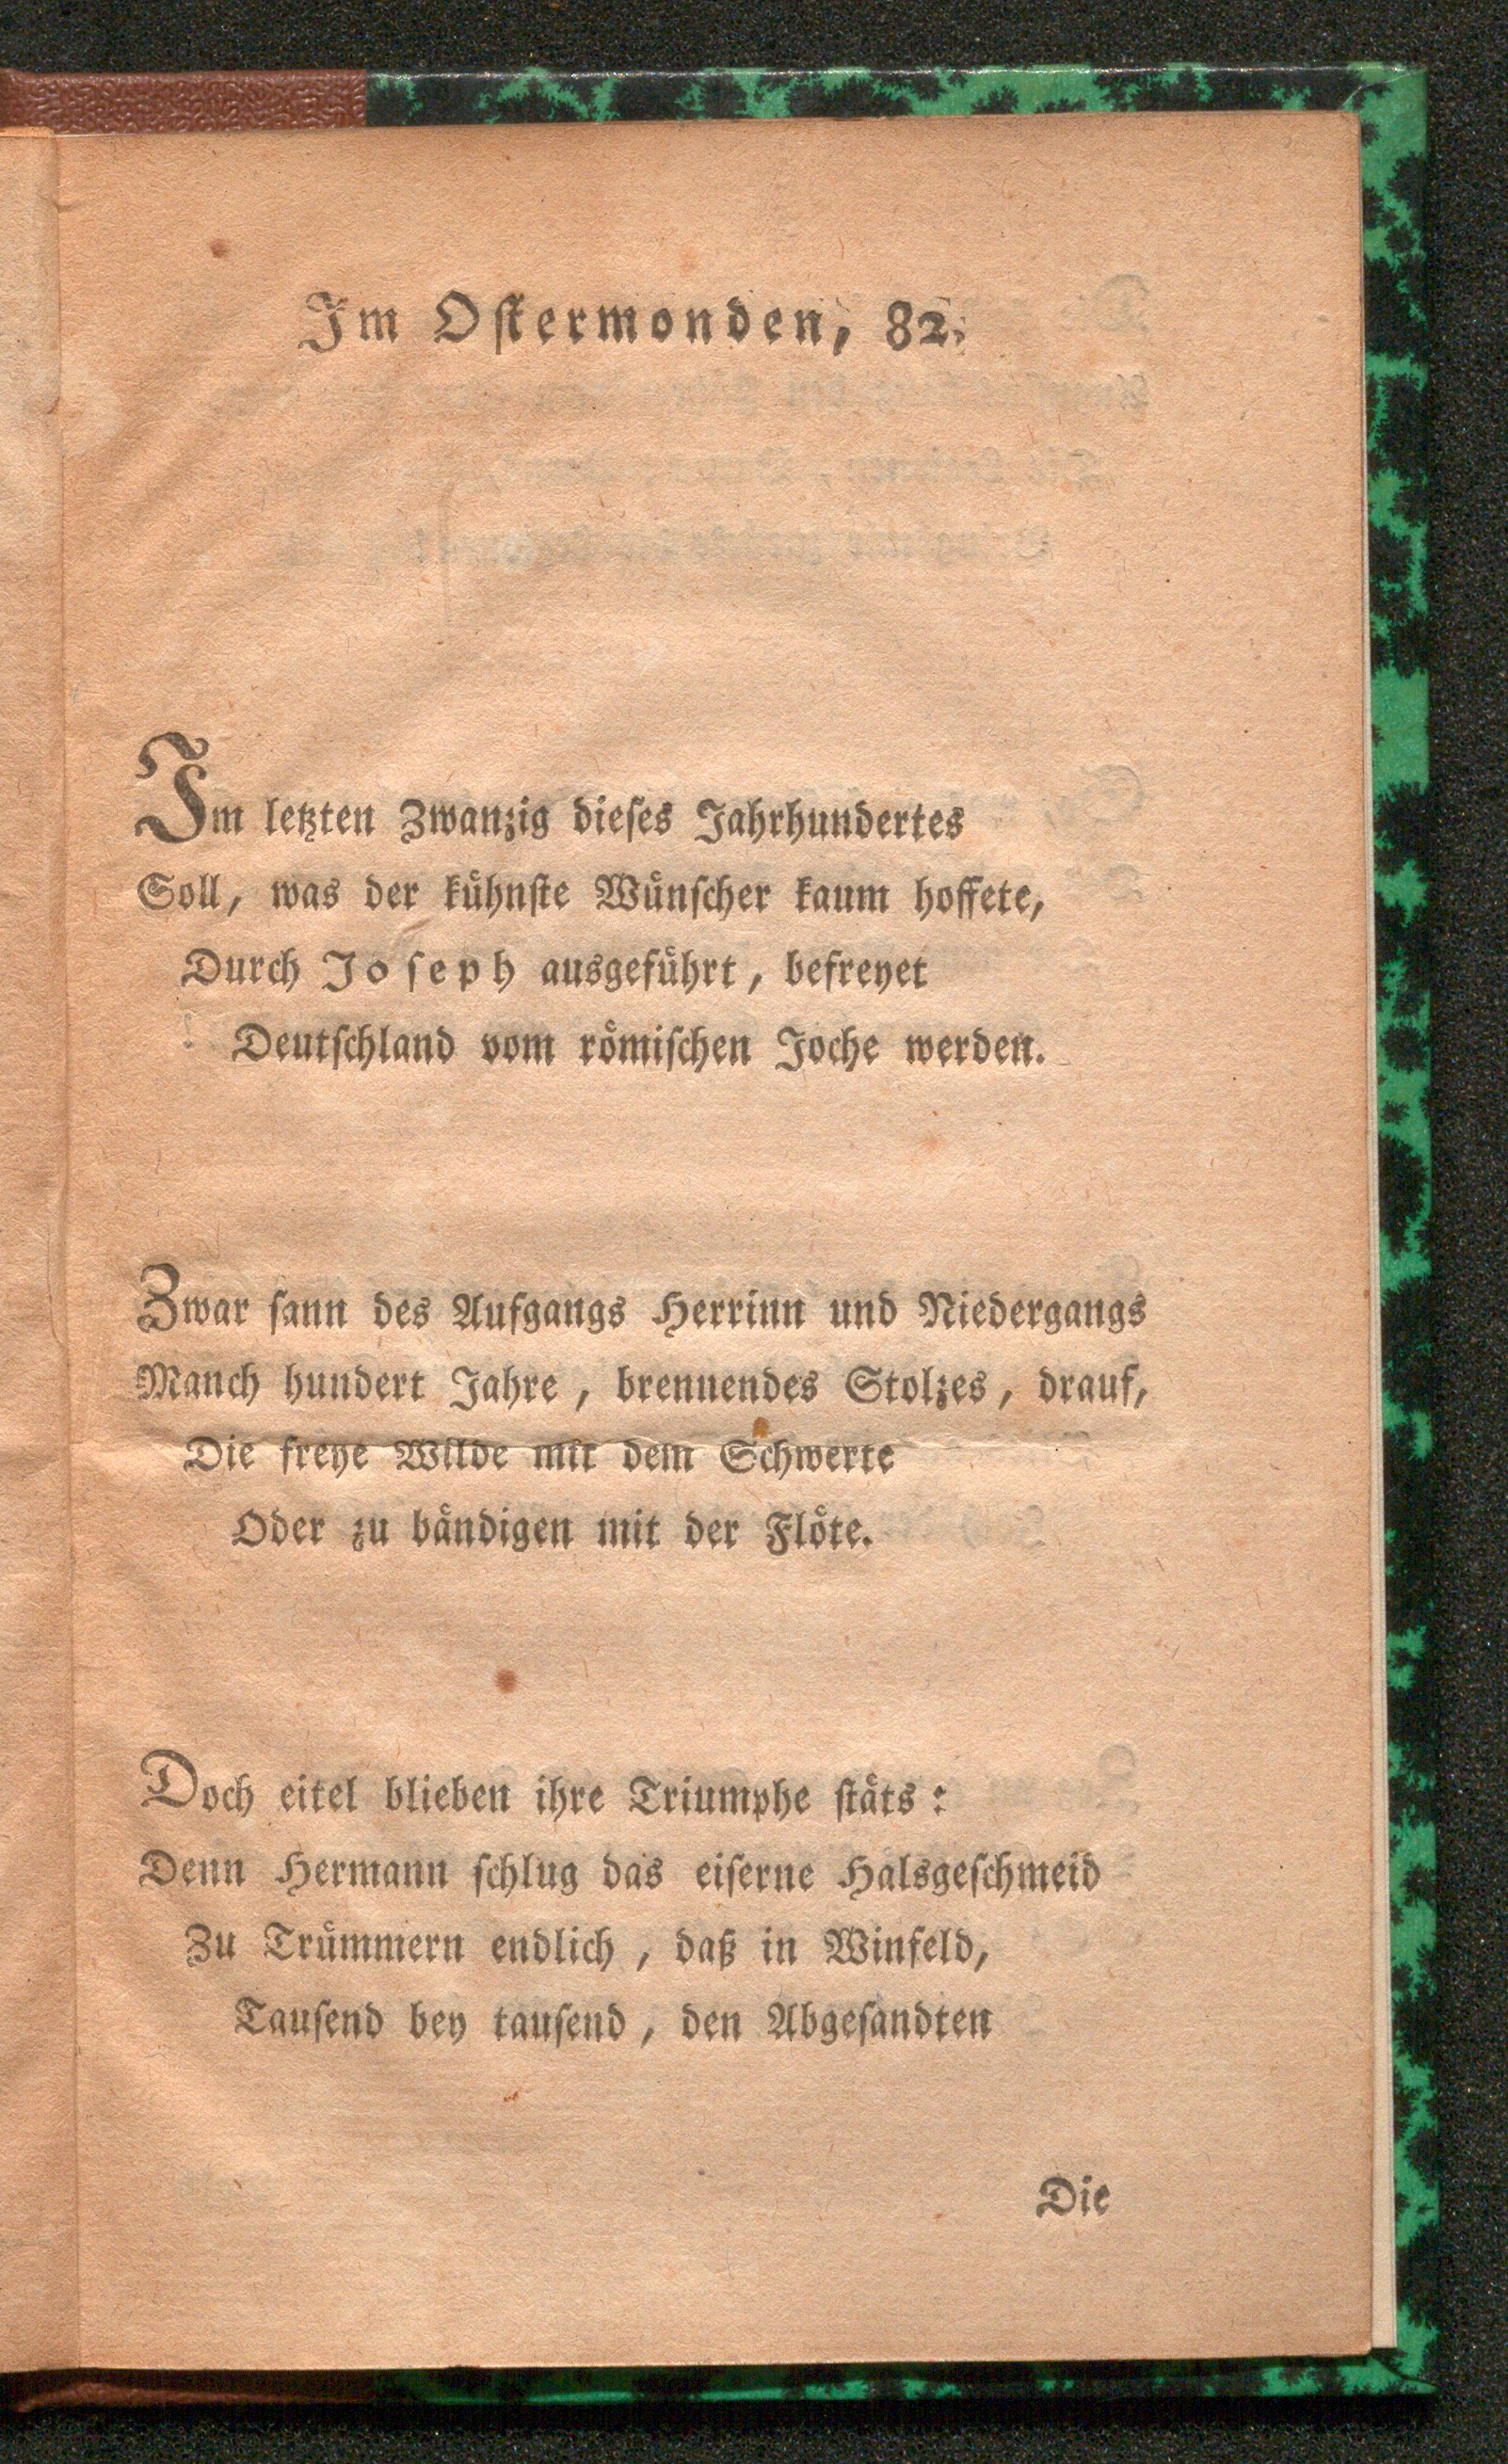 Im Oſtermonden, 82.
Im letzten Zwanzig dieſes Jahrhundertes
Soll, was der kühnſte Wünſcher kaum hoffete,
Durch Joſeph ausgeführt, befreyet
Deutſchland vom römiſchen Joche werden.
Zwar ſann des Aufgangs Herrinn und Niedergangs
Manch hundert Jahre, brennendes Stolzes, drauf,
Die freye Wilde mit dem Schwerte
Oder zu bändigen mit der Flöte.
Doch eitel blieben ihre Triumphe ſtäts:
Denn Hermann ſchlug das eiſerne Halsgeſchmeid
Zu Trümmern endlich, daß in Winfeld,
Tauſend bey tauſend, den Abgeſandten
Die